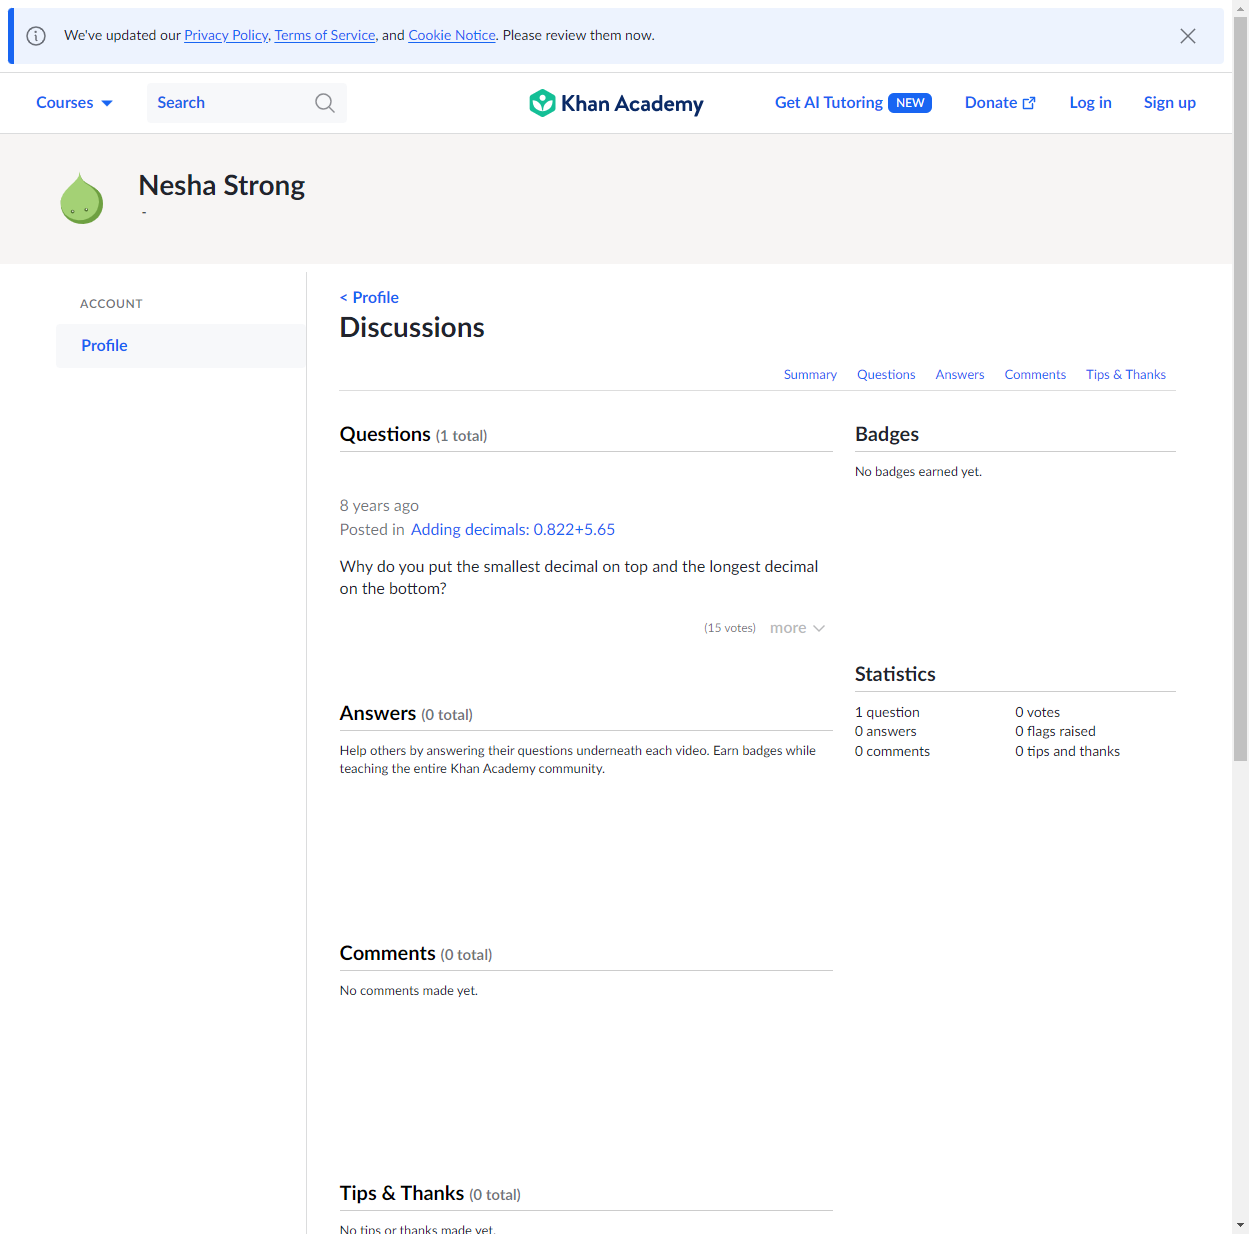 We've updated our Privacy Policy, Terms of Service, and Cookie Notice. Please review them now.
Courses
Search
Khan Academy
Get AI Tutoring NEW
Donate
Log in
Sign up
Nesha Strong
-
ACCOUNT
Profile
< Profile
Discussions
Summary Questions Answers Comments Tips & Thanks
Questions (1 total)
8 years ago
Posted in Adding decimals: 0.822+5.65
Why do you put the smallest decimal on top and the longest decimal
on the bottom?
(15 votes) more
Answers (0 total)
Help others by answering their questions underneath each video. Earn badges while
teaching the entire Khan Academy community.
Comments (0 total)
No comments made yet.
Tips & Thanks (0 total)
No tips or thanks made yet.
Badges
No badges earned yet.
Statistics
1 question 0 votes
0 answers 0 flags raised
0 comments 0 tips and thanks